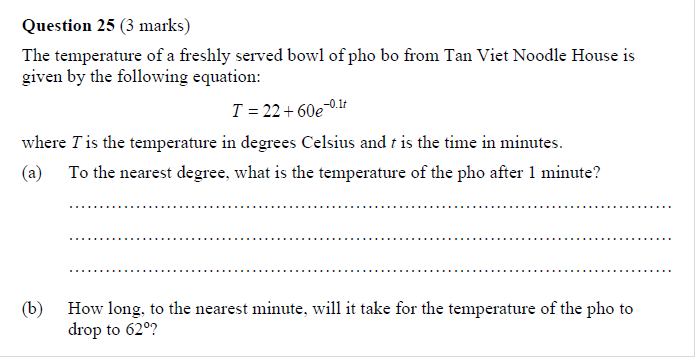 Question 25 (3 marks)
The temperature of a freshly served bowl of pho bo from Tan Viet Noodle House is
given by the following equation:
T = 22 + 60e^{-0.1t}
where T is the temperature in degrees Celsius and t is the time in minutes.
(a) To the nearest degree, what is the temperature of the pho after 1 minute?
(b) How long, to the nearest minute, will it take for the temperature of the pho to
drop to 62°?